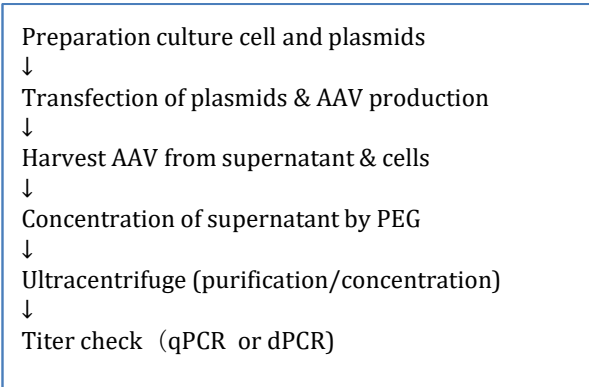 Preparation culture cell and plasmids
↓
Transfection of plasmids & AAV production
↓
Harvest AAV from supernatant & cells
↓
Concentration of supernatant by PEG
↓
Ultracentrifuge (purification/concentration)
↓
Titer check （qPCR or dPCR)